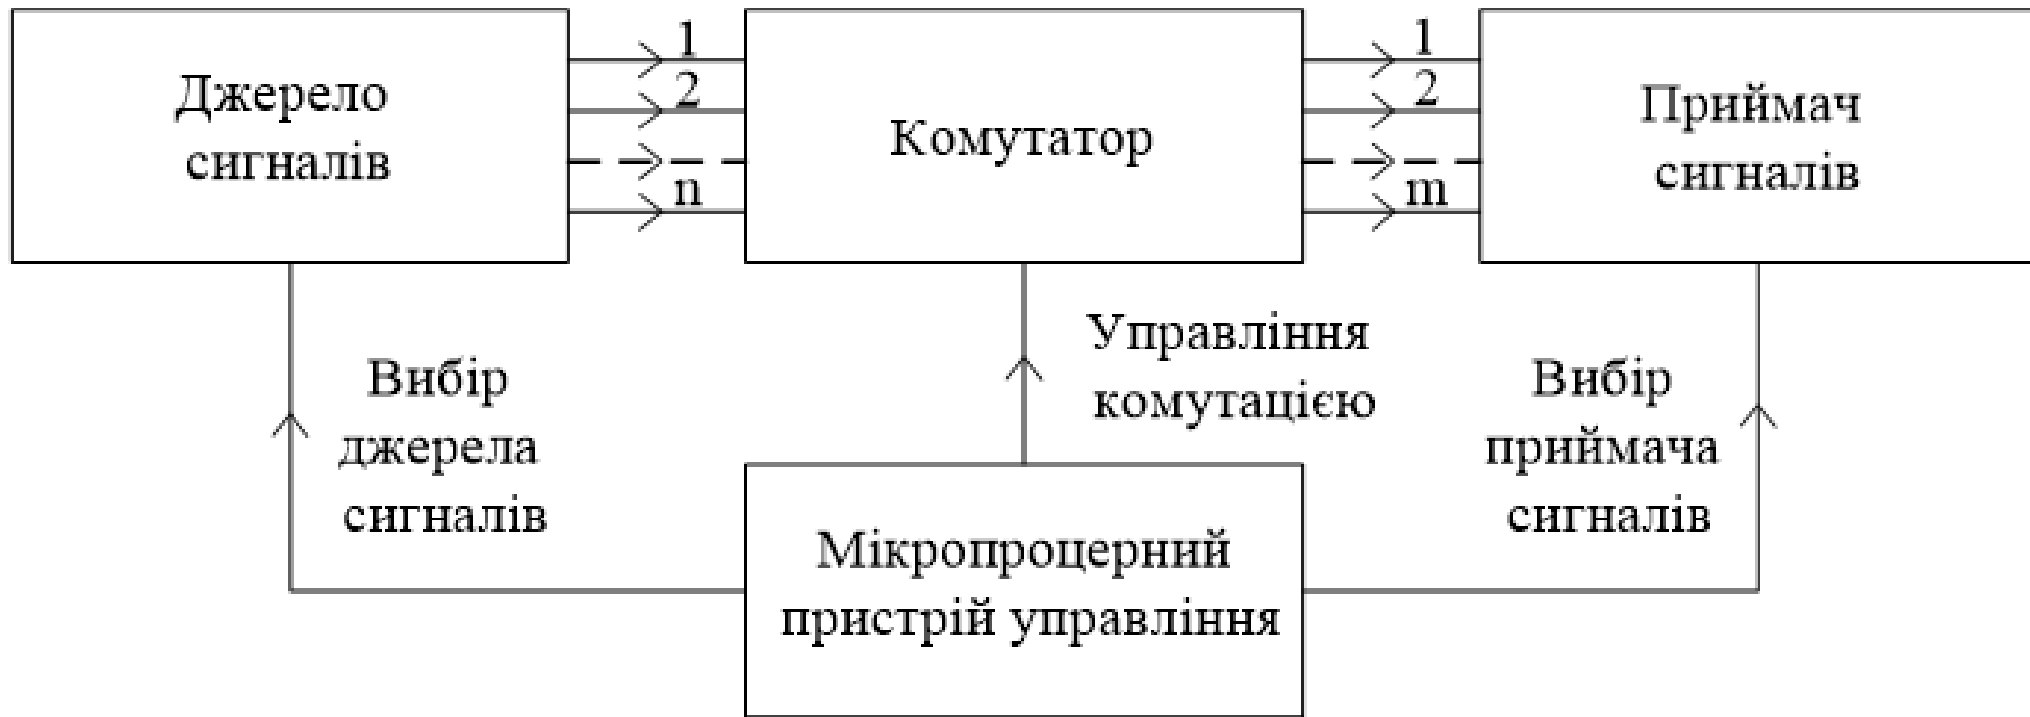 Джерело
сигналів
1
2
n
Комутатор
1
2
m
Приймач
сигналів
Вибір
джерела
сигналів
Управління
комутацією
Вибір
приймача
сигналів
Мікропроцерний
пристрій управління